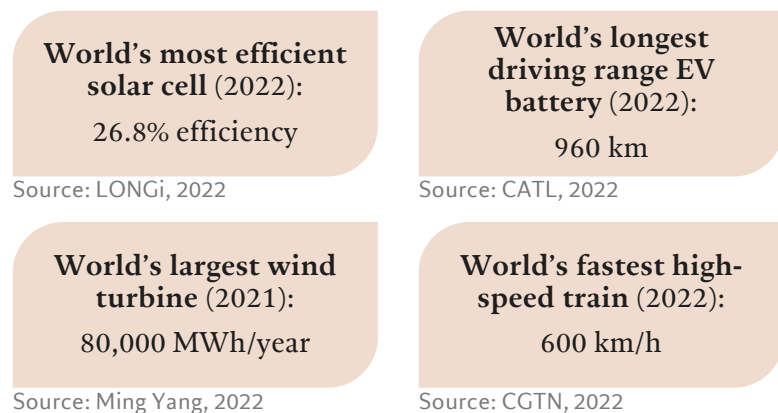 World’s most efficient
solar cell (2022):
26.8% efficiency
Source: LONGi, 2022
World’s longest
driving range EV
battery (2022):
960 km
Source: CATL, 2022
World’s largest wind
turbine (2021):
80,000 MWh/year
Source: Ming Yang, 2022
World’s fastest high-
speed train (2022):
600 km/h
Source: CGTN, 2022